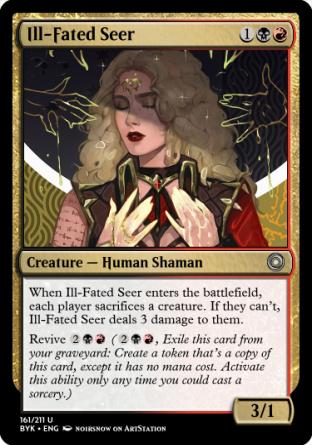 Ill-Fated Seer 1
Creature — Human Shaman
When Ill-Fated Seer enters the battlefield,
each player sacrifices a creature. If they can't,
Ill-Fated Seer deals 3 damage to them.
Revive 2 ( 2 , Exile this card from
your graveyard: Create a token that's a copy of
this card, except it has no mana cost. Activate
this ability only any time you could cast a
sorcery.)
3/1
161/211 U
BYK • ENG NOIRSNOW ON ARTSTATION